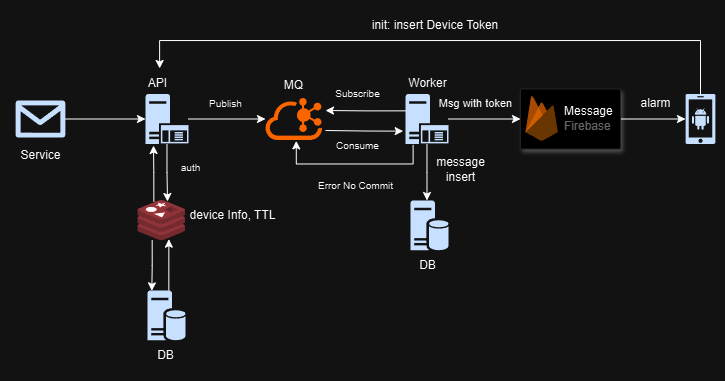 init: insert Device Token
API
MQ
Worker
Subscribe
Publish
Msg with token
Message
Firebase
alarm
Service
Consume
auth
message
insert
Error No Commit
device Info, TTL
DB
DB